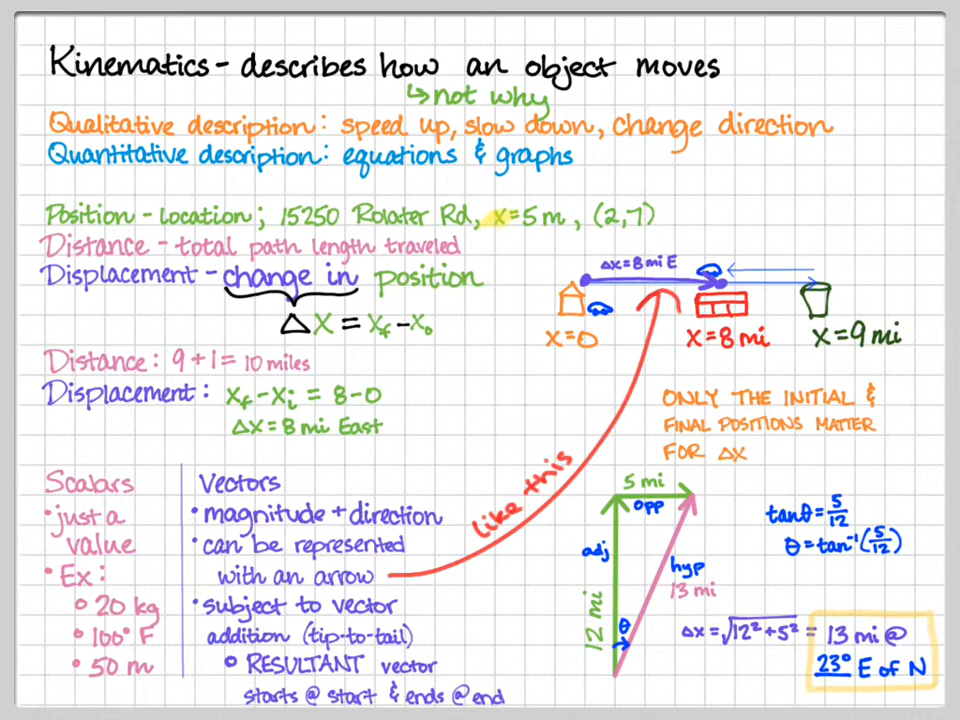 Kinematics - describes how an object moves
↳ not why
Qualitative description: speed up, slow down, change direction
Quantitative description: equations & graphs
Position - location; 15250 Rolater Rd, x=5m, (2,7)
Distance - total path length traveled
Displacement - change in position
Δx = xf - x₀
Δx = 8 mi E
x=0
x=8 mi
x=9 mi
Distance: 9+1 = 10 miles
Displacement: xf - xi = 8-0
Δx = 8 mi East
ONLY THE INITIAL &
FINAL POSITIONS MATTER
FOR Δx
Scalars
• just a
value
• Ex:
○ 20 kg
• 100° F
• 50 m
Vectors
• magnitude + direction
• can be represented
with an arrow
• subject to vector
addition (tip-to-tail)
○ RESULTANT vector
starts @ start & ends @ end
like this
5 mi
opp
adj
12 mi
hyp
13 mi
θ
tanθ = 5/12
θ = tan⁻¹(5/12)
Δx = √12² + 5² = 13 mi @
23° E of N